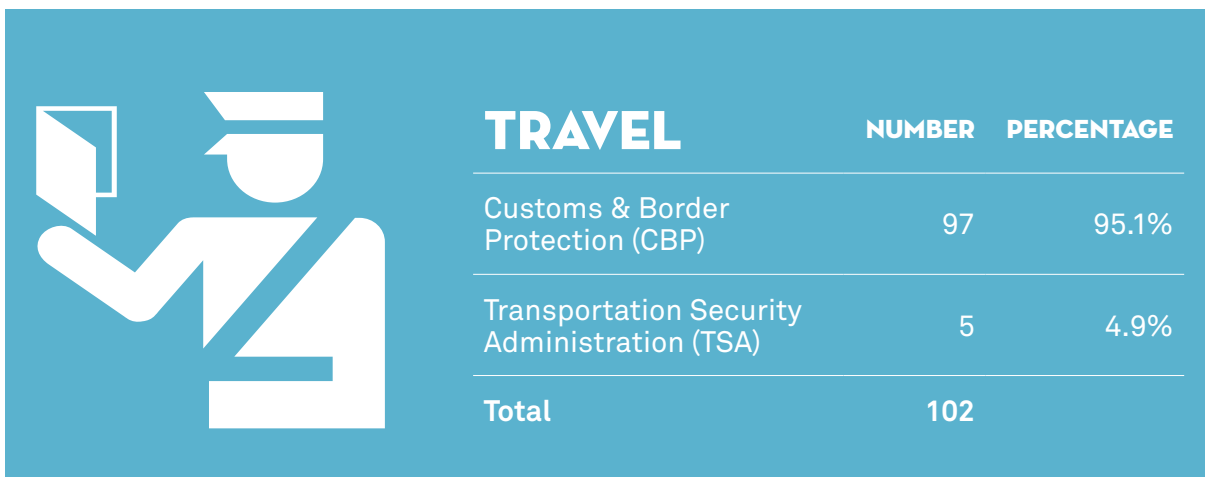 TRAVEL NUMBER PERCENTAGE
Customs & Border
Protection (CBP) 97 95.1%
Transportation Security
Administration (TSA) 5 4.9%
Total 102